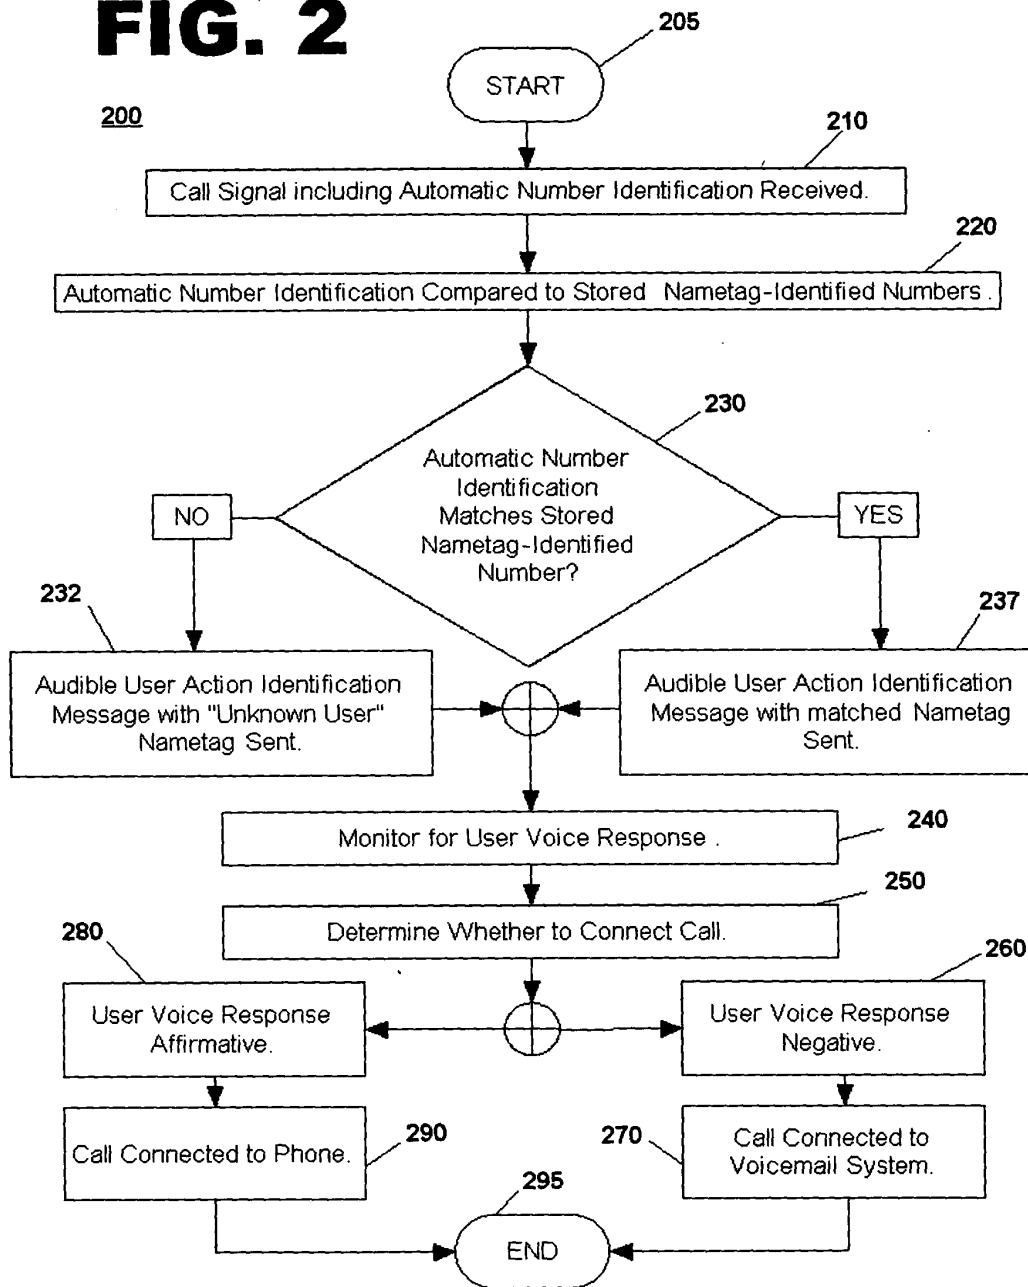 FIG. 2
205
START
200
210
Call Signal including Automatic Number Identification Received.
220
Automatic Number Identification Compared to Stored Nametag-Identified Numbers .
230
Automatic Number
Identification
Matches Stored
Nametag-Identified
Number?
NO
YES
232
237
Audible User Action Identification
Message with "Unknown User"
Nametag Sent.
Audible User Action Identification
Message with matched Nametag
Sent.
240
Monitor for User Voice Response .
250
Determine Whether to Connect Call.
280
260
User Voice Response
Affirmative.
User Voice Response
Negative.
290
Call Connected to Phone.
270
Call Connected to
Voicemail System.
295
END